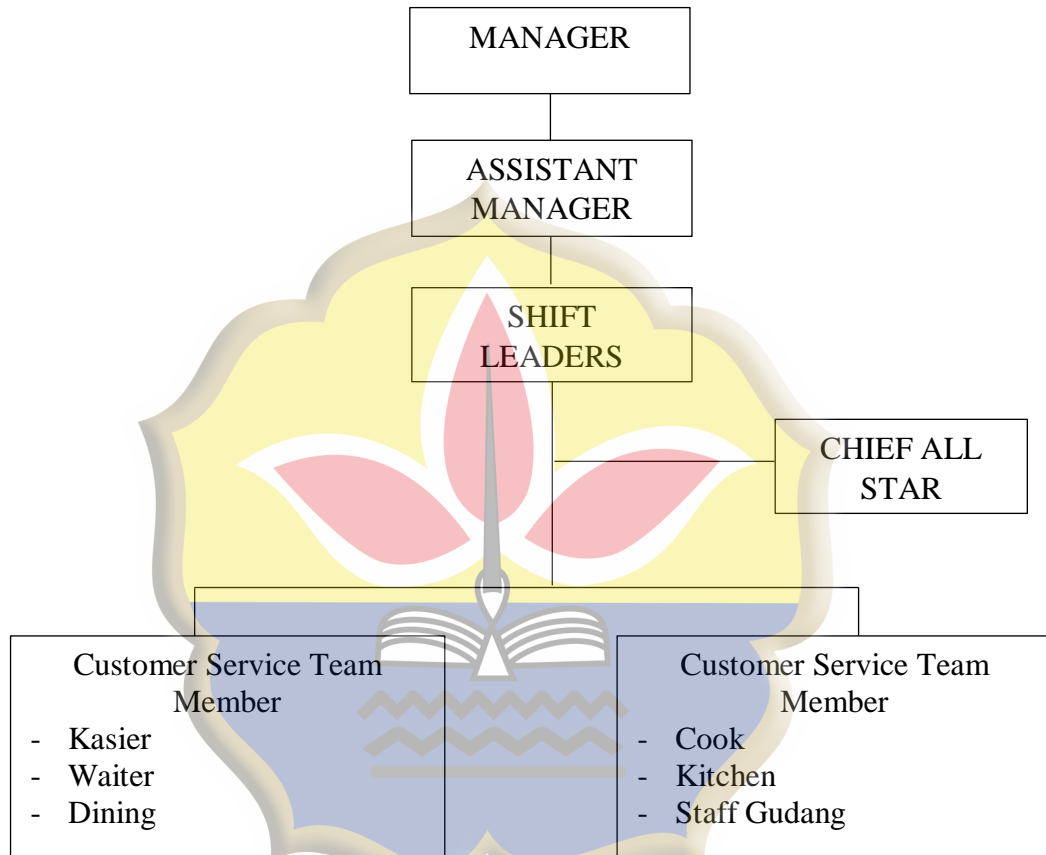 MANAGER
ASSISTANT
MANAGER
SHIFT
LEADERS
CHIEF ALL
STAR
Customer Service Team
Member
- Kasier
- Waiter
- Dining
Customer Service Team
Member
- Cook
- Kitchen
- Staff Gudang